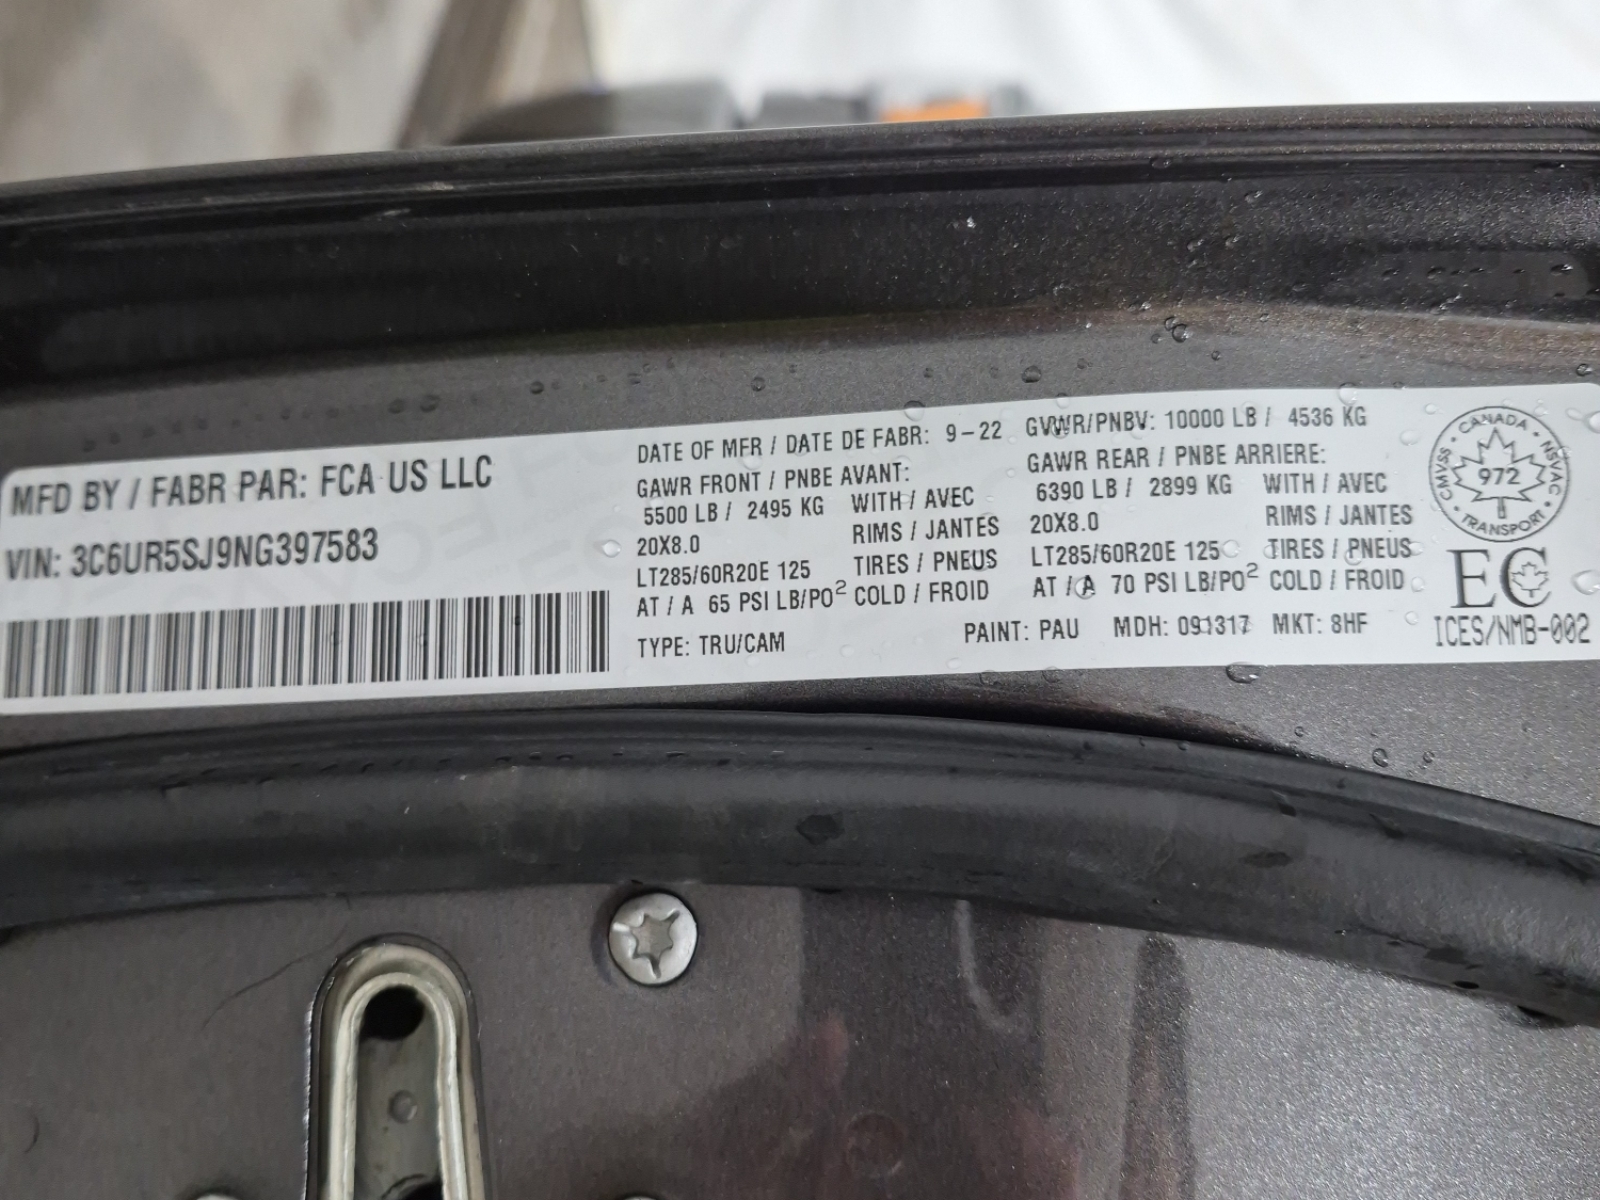 MFD BY / FABR PAR: FCA US LLC
VIN: 3C6UR5SJ9NG397583
DATE OF MFR / DATE DE FABR: 9-22 GVWR/PNBV: 10000 LB / 4536 KG
GAWR FRONT / PNBE AVANT:
5500 LB / 2495 KG WITH / AVEC
20X8.0 RIMS / JANTES
LT285/60R20E 125 TIRES / PNEUS
AT / A 65 PSI LB/PO² COLD / FROID
GAWR REAR / PNBE ARRIERE:
6390 LB / 2899 KG WITH / AVEC
20X8.0 RIMS / JANTES
LT285/60R20E 125 TIRES / PNEUS
AT / A 70 PSI LB/PO² COLD / FROID
TYPE: TRU/CAM PAINT: PAU MDH: 091317 MKT: 8HF
CANADA
CMVSS 972 NSVAC
TRANSPORT
EC
ICES/NMB-002